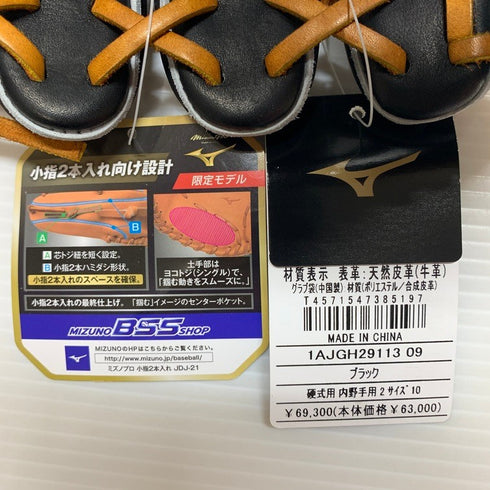 mizuno pro
小指2本入れ向け設計
限定モデル
A
B
A 芯トジ紐を短く設定。
B 小指2本ハミダシ形状。
小指2本入れのスペースを確保。
土手部は
ヨコトジ(シングル)で、
「掴む動きをスムーズに。」
小指2本入れの最終仕上げ。“掴む”イメージのセンターポケット。
MIZUNO BSS SHOP
MIZUNOのHPはこちらからご覧ください。
http://www.mizuno.jp/baseball/
ミズノプロ 小指2本入れ JDJ-21
MIZUNO
材質表示 表革:天然皮革(牛革)
グラブ袋(中国製) 材質(ポリエステル/合成皮革)
T4571547385197
MADE IN CHINA
1AJGH29113 09
ブラック
硬式用 内野手用 2 サイズ 10
¥69,300(本体価格¥63,000)